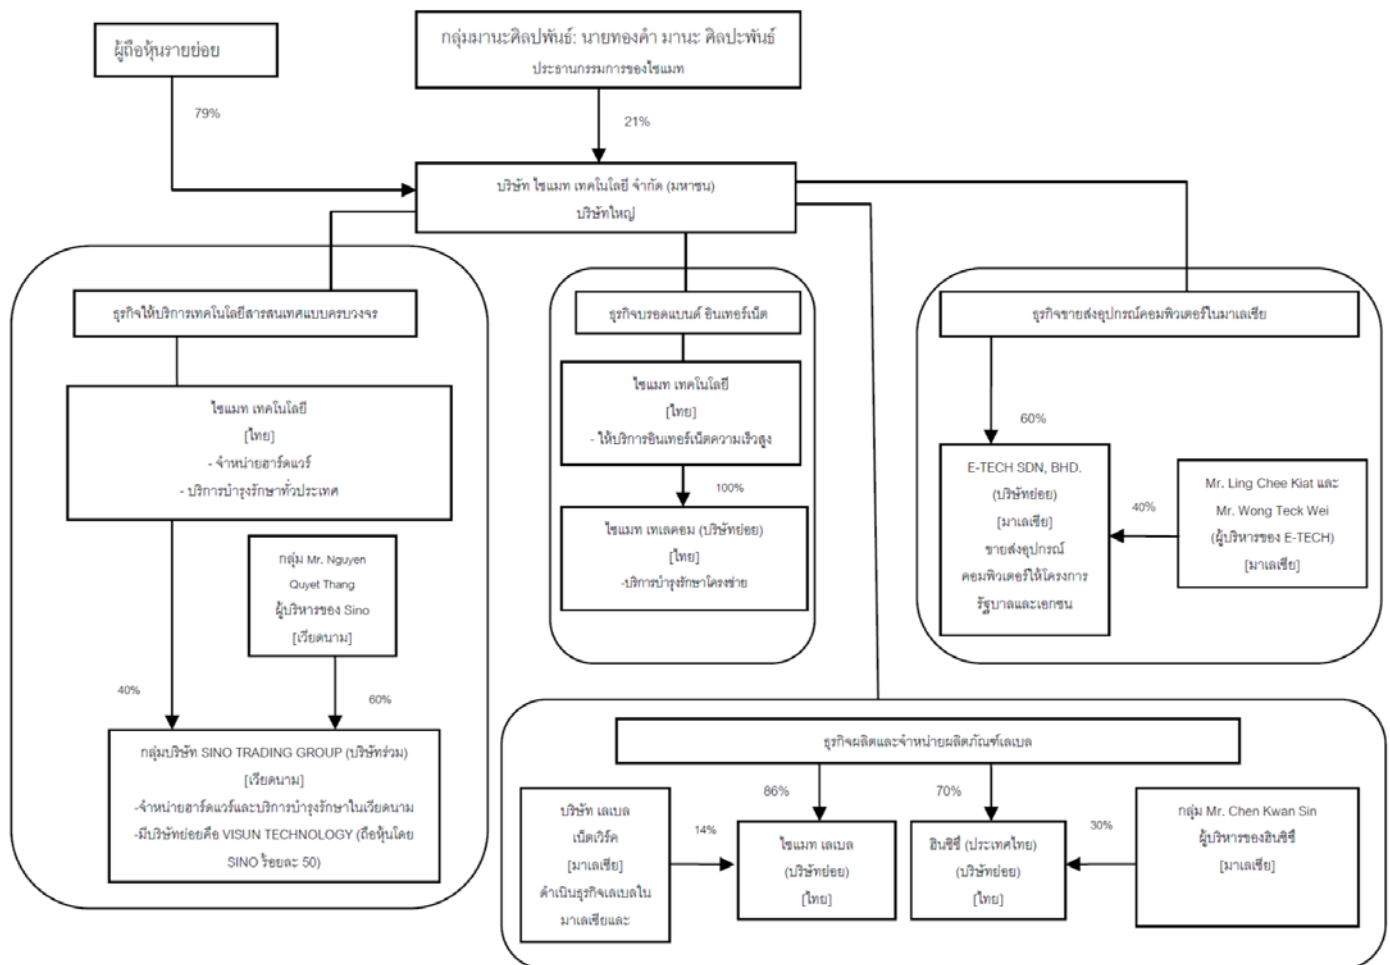 ผู้ถือหุ้นรายย่อย
กลุ่มมานะศิลปพันธ์: นายทองคำ มานะ ศิลปะพันธ์
ประธานกรรมการของไซแมท
79%
21%
บริษัท ไซแมท เทคโนโลยี จำกัด (มหาชน)
บริษัทใหญ่
ธุรกิจให้บริการเทคโนโลยีสารสนเทศแบบครบวงจร
ไซแมท เทคโนโลยี
[ไทย]
- จำหน่ายฮาร์ดแวร์
- บริการบำรุงรักษาทั่วประเทศ
กลุ่ม Mr. Nguyen
Quyet Thang
ผู้บริหารของ Sino
[เวียดนาม]
40%
60%
กลุ่มบริษัท SINO TRADING GROUP (บริษัทร่วม)
[เวียดนาม]
-จำหน่ายฮาร์ดแวร์และบริการบำรุงรักษาในเวียดนาม
-มีบริษัทย่อยคือ VISUN TECHNOLOGY (ถือหุ้นโดย
SINO ร้อยละ 50)
ธุรกิจบรอดแบนด์ อินเทอร์เน็ต
ไซแมท เทคโนโลยี
[ไทย]
- ให้บริการอินเทอร์เน็ตความเร็วสูง
100%
ไซแมท เทเลคอม (บริษัทย่อย)
[ไทย]
-บริการบำรุงรักษาโครงข่าย
ธุรกิจขายส่งอุปกรณ์คอมพิวเตอร์ในมาเลเซีย
60%
E-TECH SDN, BHD.
(บริษัทย่อย)
[มาเลเซีย]
ขายส่งอุปกรณ์
คอมพิวเตอร์ให้โครงการ
รัฐบาลและเอกชน
40%
Mr. Ling Chee Kiat และ
Mr. Wong Teck Wei
(ผู้บริหารของ E-TECH)
[มาเลเซีย]
ธุรกิจผลิตและจำหน่ายผลิตภัณฑ์เลเบล
86%
70%
บริษัท เลเบล
เน็ตเวิร์ค
[มาเลเซีย]
ดำเนินธุรกิจเลเบลใน
มาเลเซียและ
14%
ไซแมท เลเบล
(บริษัทย่อย)
[ไทย]
ฮินซิซึ่ (ประเทศไทย)
(บริษัทย่อย)
[ไทย]
30%
กลุ่ม Mr. Chen Kwan Sin
ผู้บริหารของฮินซิซึ่
[มาเลเซีย]